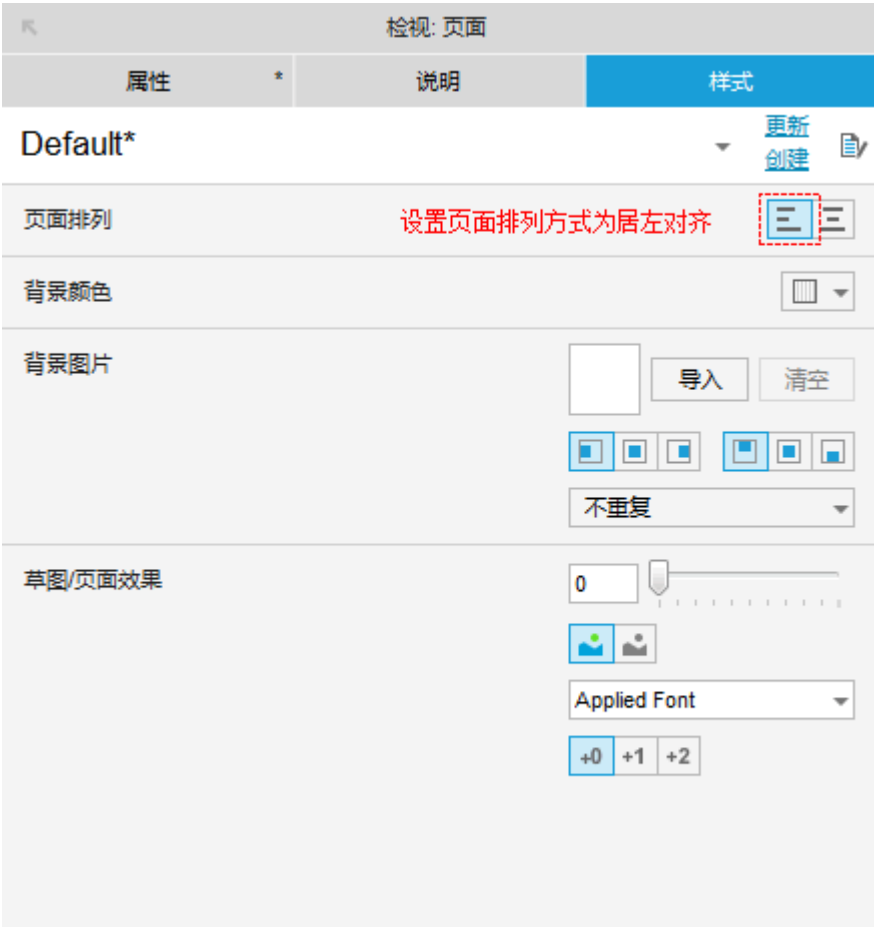 检视: 页面
属性 * 说明 样式
Default* 更新
创建
页面排列 设置页面排列方式为居左对齐
背景颜色
背景图片
导入 清空
不重复
草图/页面效果
0
Applied Font
+0 +1 +2